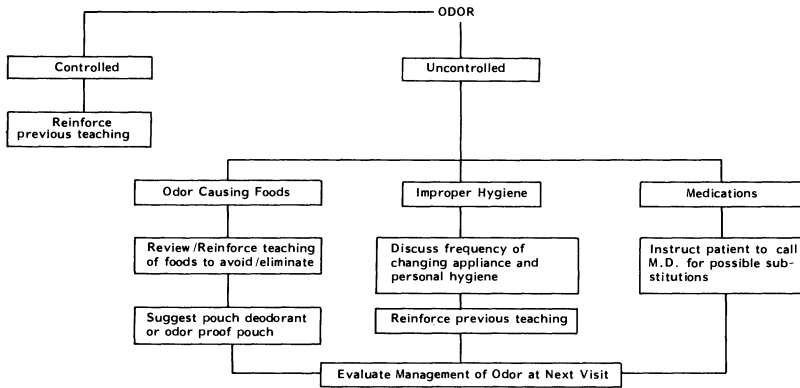 ODOR
Controlled
Uncontrolled
Reinforce
previous teaching
Odor Causing Foods
Improper Hygiene
Medications
Review/Reinforce teaching
of foods to avoid/eliminate
Discuss frequency of
changing appliance and
personal hygiene
Instruct patient to call
M.D. for possible sub-
stitutions
Suggest pouch deodorant
or odor proof pouch
Reinforce previous teaching
Evaluate Management of Odor at Next Visit